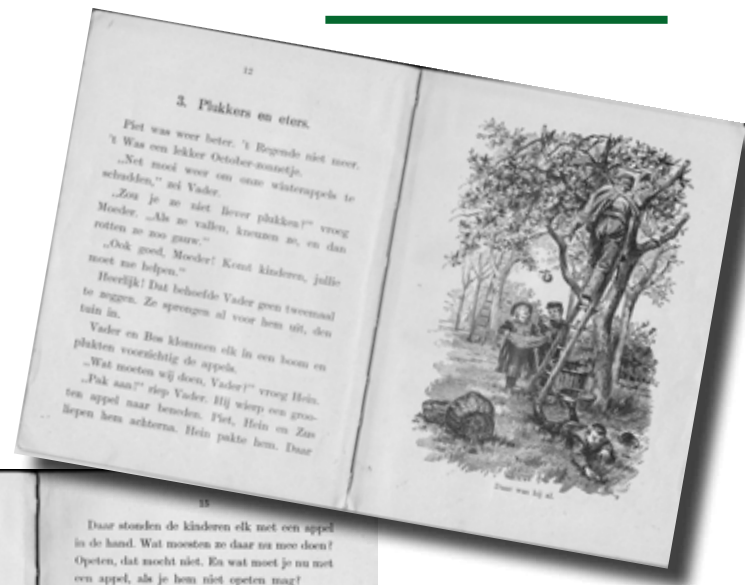 12
3. Plukkers en eters.
Piet was weer beter. 't Regende niet meer.
't Was een lekker October-zonnetje.
„Net mooi weer om onze winterappels te
schudden,” zei Vader.
„Zou je ze niet liever plukken?” vroeg
Moeder. „Als ze vallen, kneuzen ze, en dan
rotten ze zoo gauw.”
„Ook goed, Moeder! Komt kinderen, jullie
moet me helpen.”
Heerlijk! Dat behoefde Vader geen tweemaal
te zeggen. Ze sprongen al voor hem uit, den
tuin in.
Vader en Bes klommen elk in een boom en
plukten voorzichtig de appels.
„Wat moeten wij doen, Vader?” vroeg Hein.
„Pak aan!” riep Vader. Hij wierp een groo-
ten appel naar beneden. Piet, Hein en Zus
liepen hem achterna. Hein pakte hem. Daar
Daar was hij al.
15
Daar stonden de kinderen elk met een appel
in de hand. Wat moesten ze daar nu mee doen?
Opeten, dat mocht niet. En wat moet je nu met
een appel, als je hem niet opeten mag?